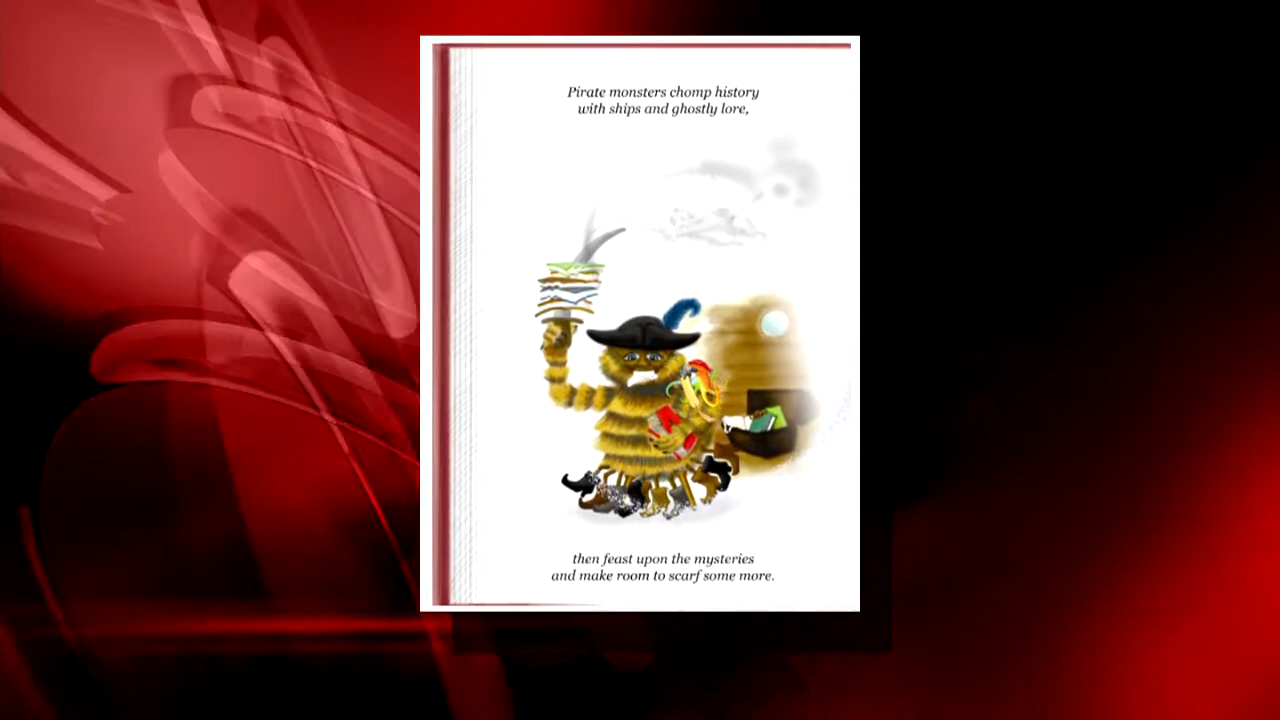 Pirate monsters chomp history
with ships and ghostly lore,
then feast upon the mysteries
and make room to scarf some more.